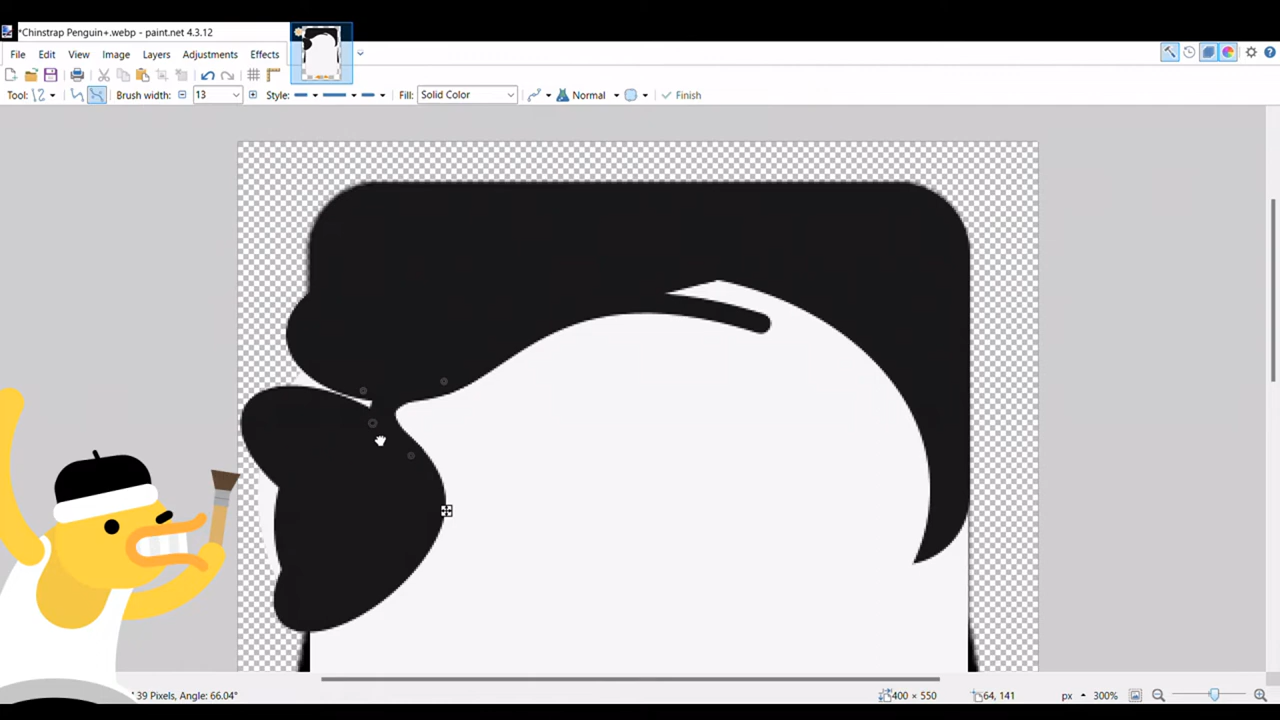 *Chinstrap Penguin+.webp - paint.net 4.3.12
File Edit View Image Layers Adjustments Effects
Tool: Brush width: 13 Style: Fill: Solid Color Normal Finish
39 Pixels, Angle: 66.04° 400 × 550 64, 141 px 300%